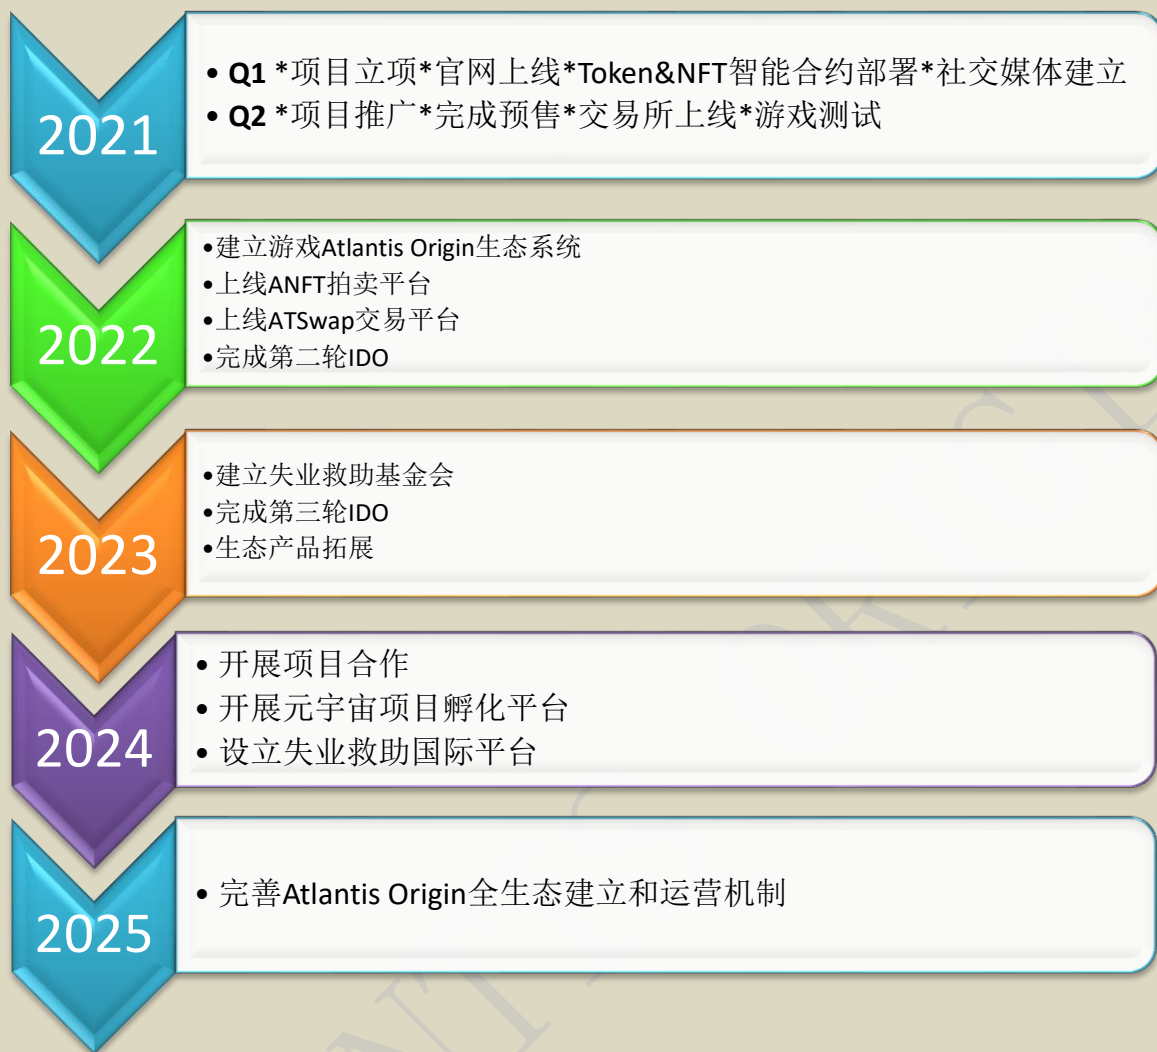 2021
• Q1 *项目立项*官网上线*Token&NFT智能合约部署*社交媒体建立
• Q2 *项目推广*完成预售*交易所上线*游戏测试
2022
•建立游戏Atlantis Origin生态系统
•上线ANFT拍卖平台
•上线ATSwap交易平台
•完成第二轮IDO
2023
•建立失业救助基金会
•完成第三轮IDO
•生态产品拓展
2024
• 开展项目合作
• 开展元宇宙项目孵化平台
• 设立失业救助国际平台
2025
• 完善Atlantis Origin全生态建立和运营机制